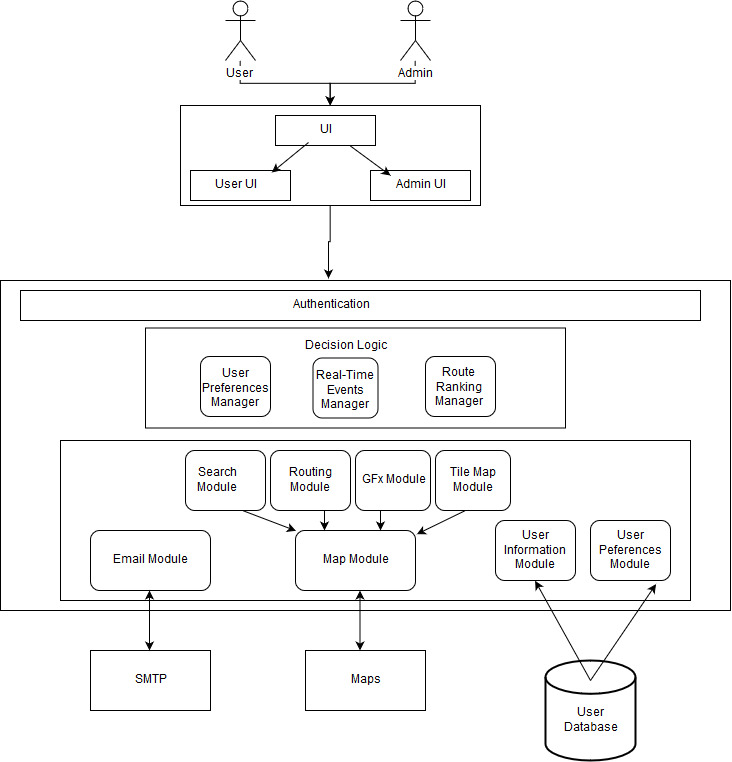 User
Admin
UI
User UI
Admin UI
Authentication
Decision Logic
User
Preferences
Manager
Real-Time
Events
Manager
Route
Ranking
Manager
Search
Module
Routing
Module
GFx Module
Tile Map
Module
Email Module
Map Module
User
Information
Module
User
Peferences
Module
SMTP
Maps
User
Database